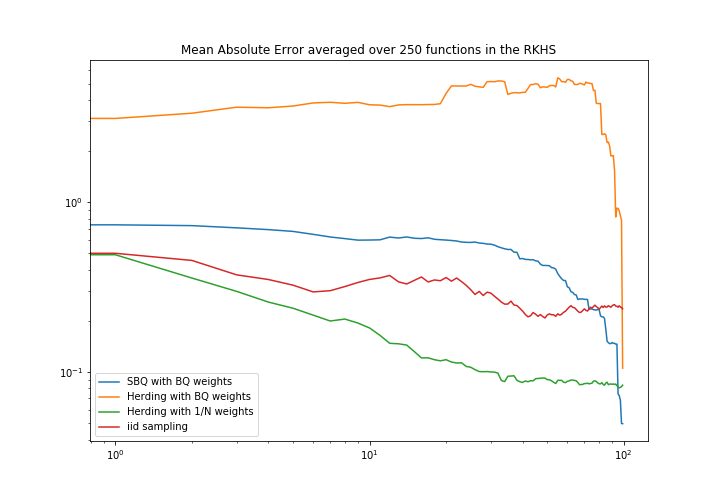 Mean Absolute Error averaged over 250 functions in the RKHS
10⁰
10⁻¹
SBQ with BQ weights
Herding with BQ weights
Herding with 1/N weights
iid sampling
10⁰ 10¹ 10²